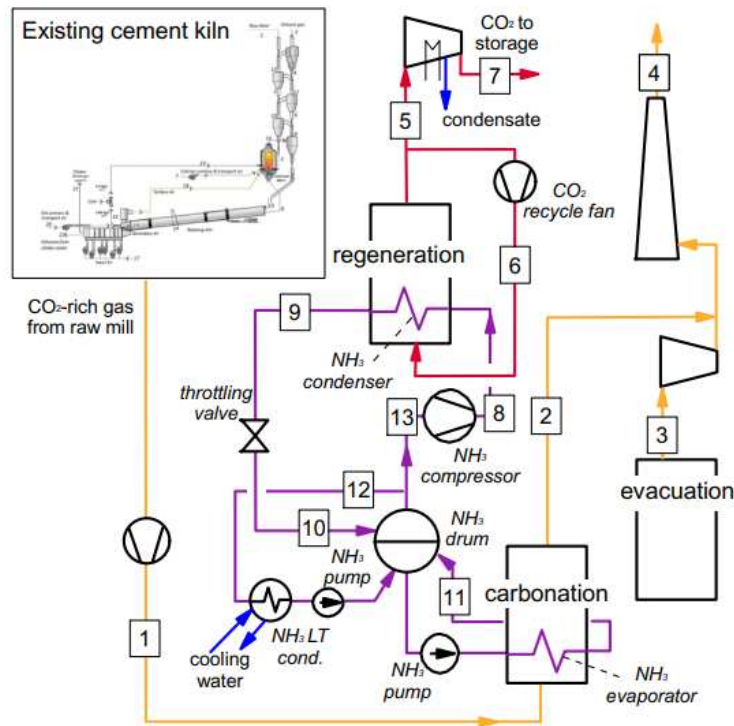 Existing cement kiln
CO₂-rich gas
from raw mill
CO₂ to
storage
7
condensate
5
4
CO₂
recycle fan
6
regeneration
9
NH₃
condenser
throttling
valve
13
8
NH₃
compressor
2
3
evacuation
12
10
NH₃
drum
NH₃
pump
11
carbonation
1
cooling
water
NH₃ LT
cond.
NH₃
pump
NH₃
evaporator